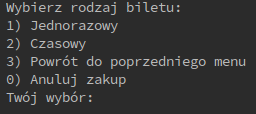 Wybierz rodzaj biletu:
1) Jednorazowy
2) Czasowy
3) Powrót do poprzedniego menu
0) Anuluj zakup
Twój wybór: